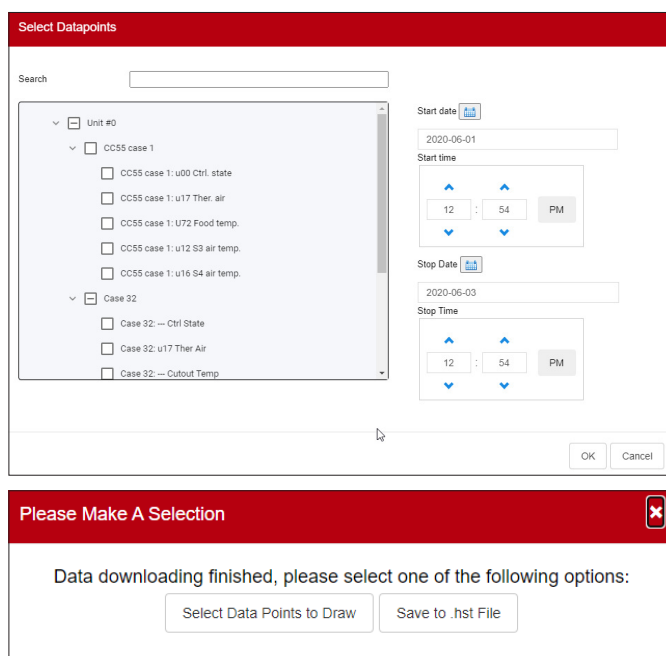 Select Datapoints
Search
Unit #0
CC55 case 1
CC55 case 1: u00 Ctrl. state
CC55 case 1: u17 Ther. air
CC55 case 1: U72 Food temp.
CC55 case 1: u12 S3 air temp.
CC55 case 1: u16 S4 air temp.
Case 32
Case 32: --- Ctrl State
Case 32: u17 Ther Air
Case 32: --- Cutout Temp
Start date
2020-06-01
Start time
12 : 54 PM
Stop Date
2020-06-03
Stop Time
12 : 54 PM
OK Cancel
Please Make A Selection
Data downloading finished, please select one of the following options:
Select Data Points to Draw Save to .hst File